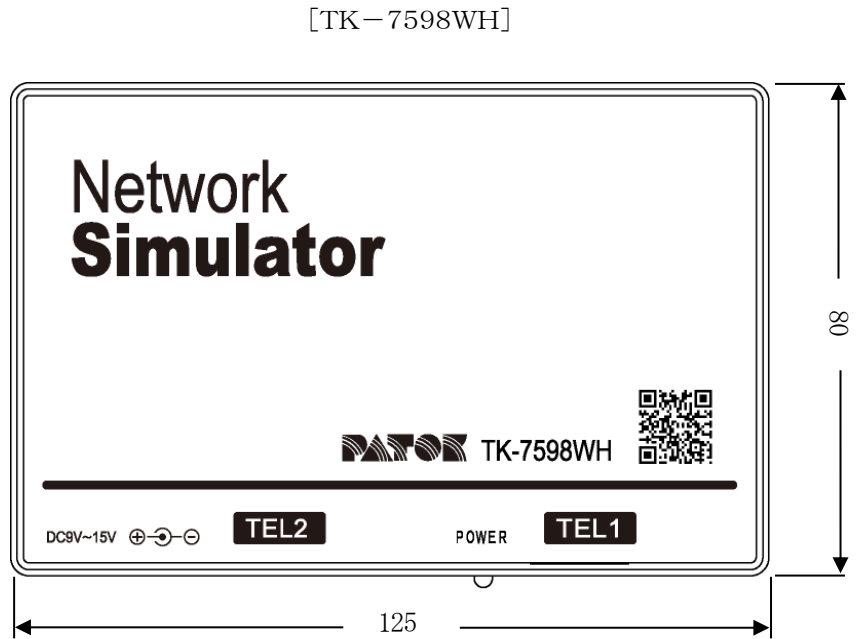 [TK－7598WH]
Network
Simulator
80
PATOK TK-7598WH
DC9V~15V
TEL2
POWER
TEL1
125